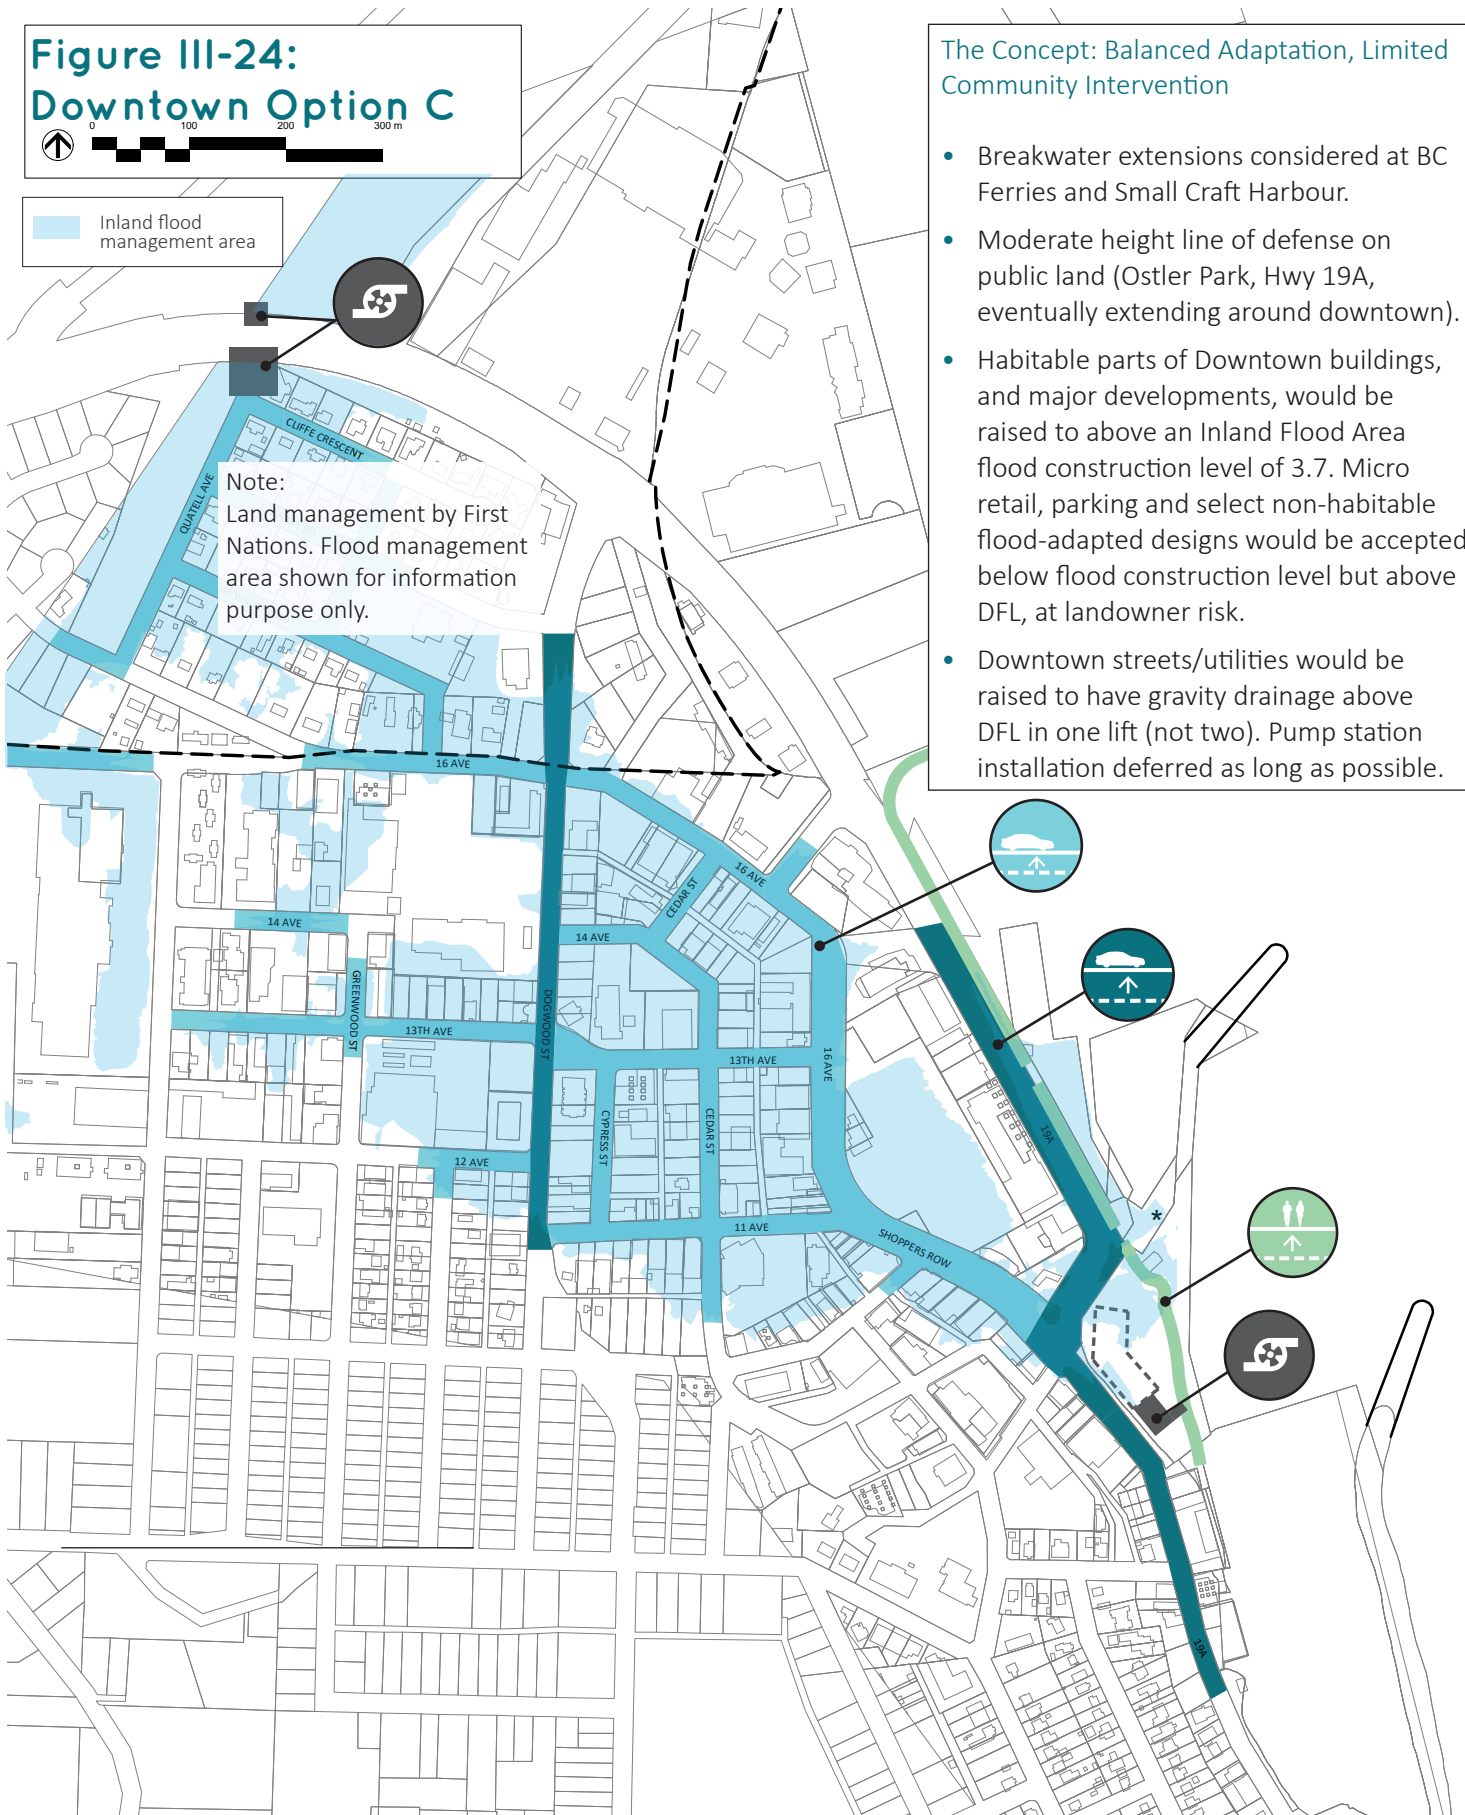 Figure III-24:
Downtown Option C
0 100 200 300 m
Inland flood
management area
The Concept: Balanced Adaptation, Limited
Community Intervention
• Breakwater extensions considered at BC
Ferries and Small Craft Harbour.
• Moderate height line of defense on
public land (Ostler Park, Hwy 19A,
eventually extending around downtown).
• Habitable parts of Downtown buildings,
and major developments, would be
raised to above an Inland Flood Area
flood construction level of 3.7. Micro
retail, parking and select non-habitable
flood-adapted designs would be accepted
below flood construction level but above
DFL, at landowner risk.
• Downtown streets/utilities would be
raised to have gravity drainage above
DFL in one lift (not two). Pump station
installation deferred as long as possible.
CLIFFE CRESCENT
QUATELL AVE
Note:
Land management by First
Nations. Flood management
area shown for information
purpose only.
16 AVE
16 AVE
CEDAR ST
14 AVE
14 AVE
GREENWOOD ST
DOGWOOD ST
13TH AVE
13TH AVE
16 AVE
CYPRESS ST
CEDAR ST
12 AVE
11 AVE
SHOPPERS ROW
19A
*
19A